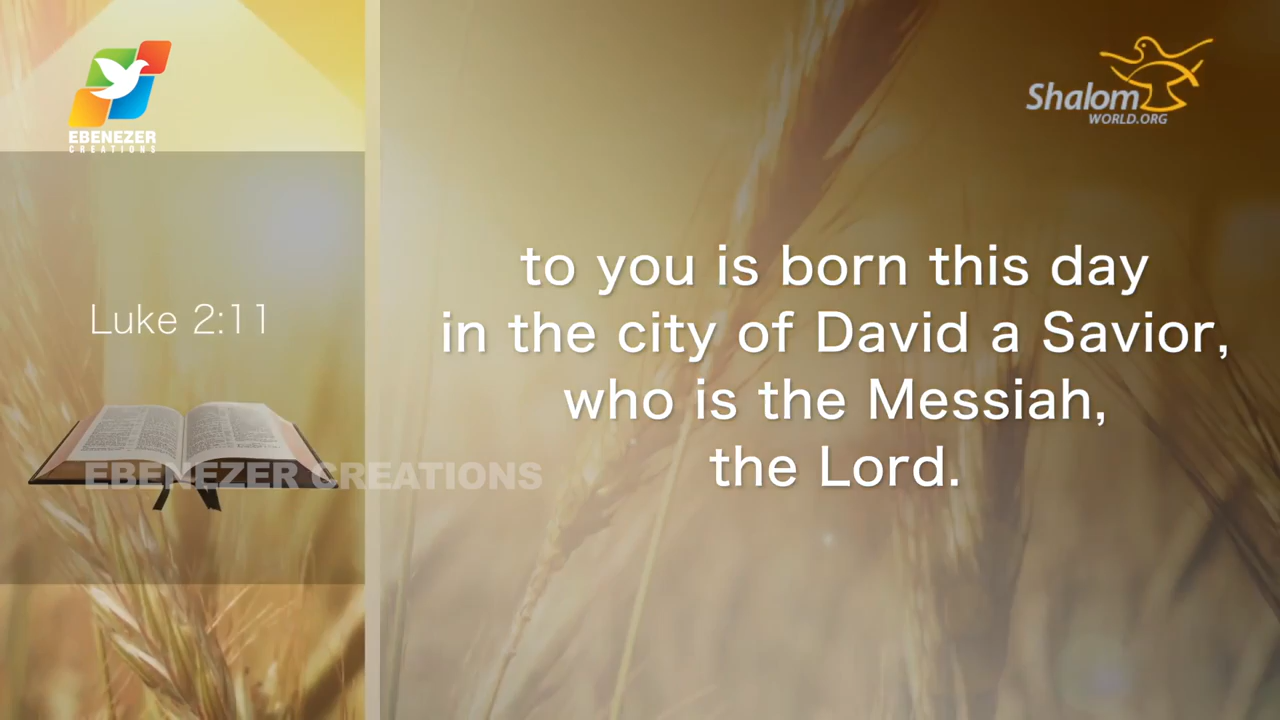 EBENEZER
CREATIONS
Shalom
WORLD.ORG
Luke 2:11
to you is born this day
in the city of David a Savior,
who is the Messiah,
the Lord.
EBENEZER CREATIONS